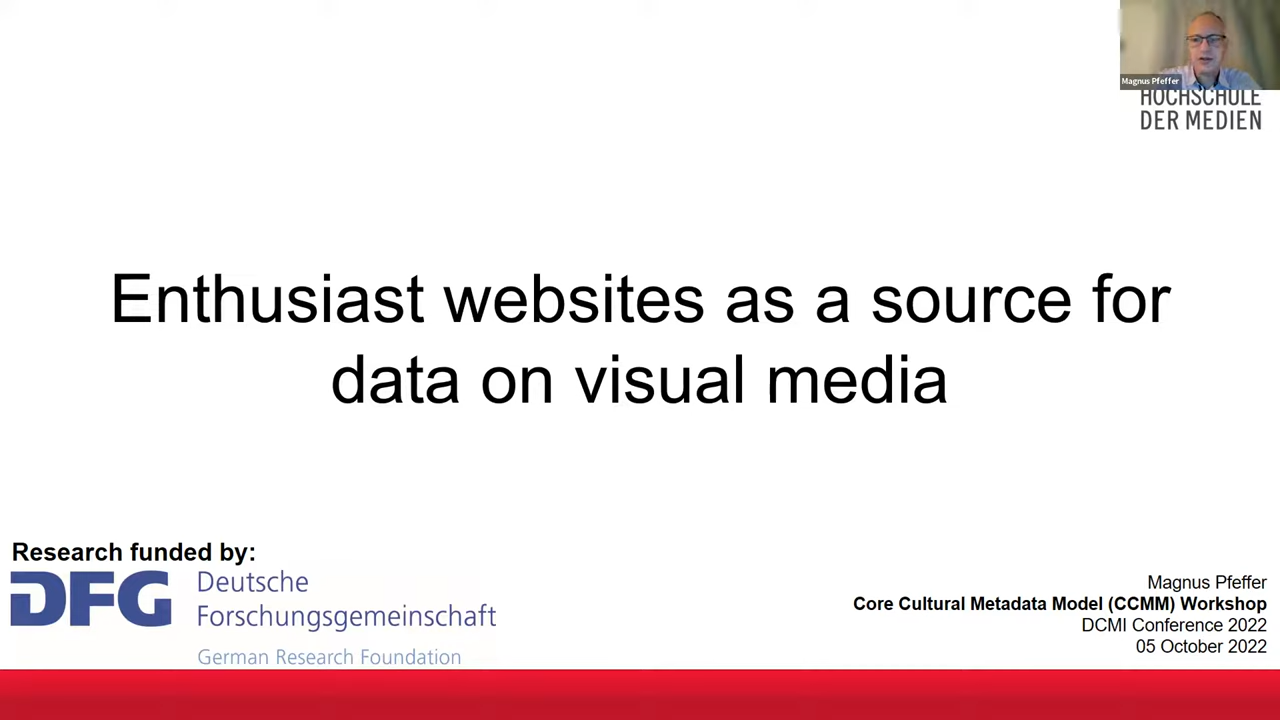 Magnus Pfeffer
HOCHSCHULE
DER MEDIEN
Enthusiast websites as a source for
data on visual media
Research funded by:
DFG Deutsche
Forschungsgemeinschaft
German Research Foundation
Magnus Pfeffer
Core Cultural Metadata Model (CCMM) Workshop
DCMI Conference 2022
05 October 2022